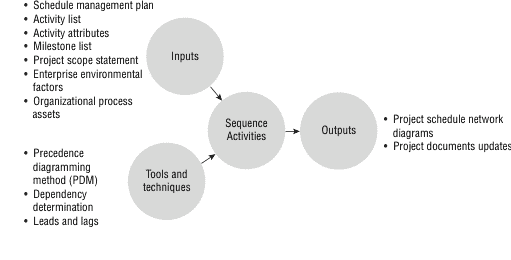 • Schedule management plan
• Activity list
• Activity attributes
• Milestone list
• Project scope statement
• Enterprise environmental
factors
• Organizational process
assets
Inputs
Sequence
Activities
Outputs
• Project schedule network
diagrams
• Project documents updates
• Precedence
diagramming
method (PDM)
• Dependency
determination
• Leads and lags
Tools and
techniques